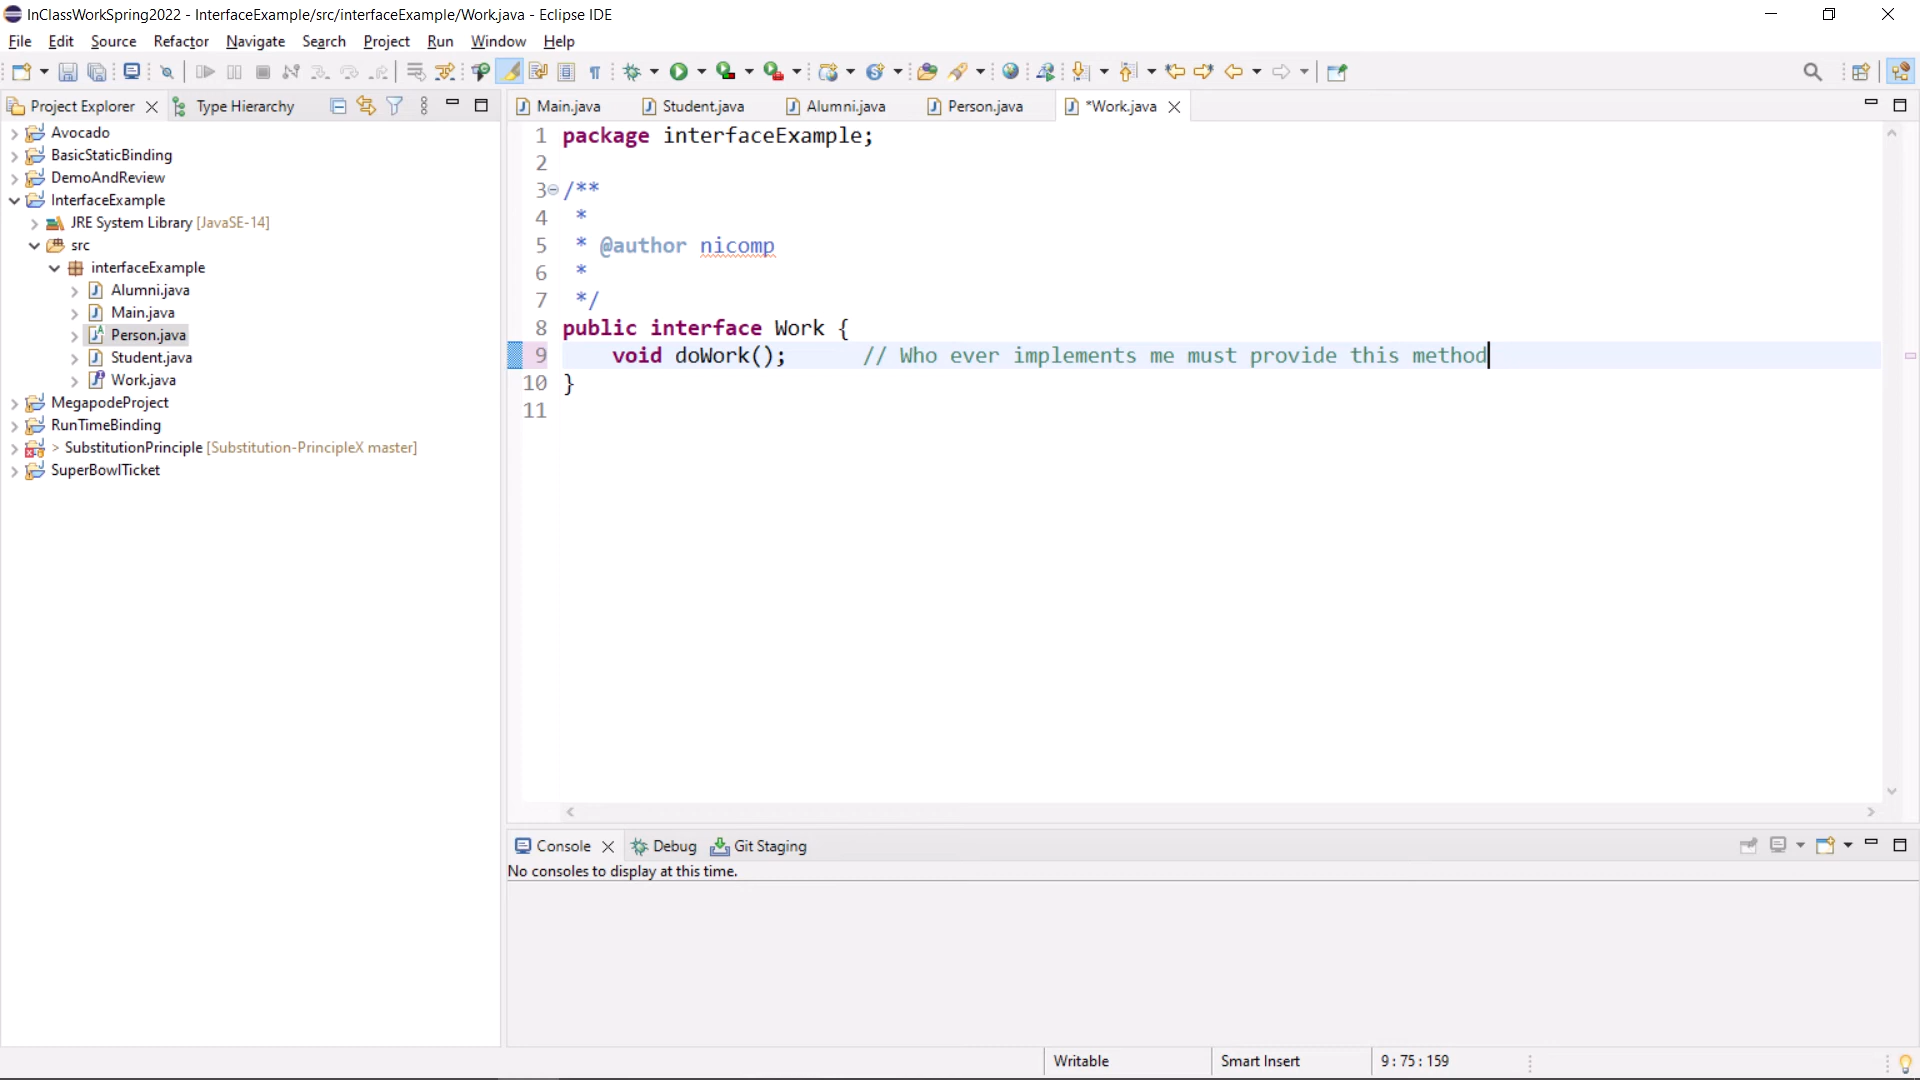 InClassWorkSpring2022 - InterfaceExample/src/interfaceExample/Work.java - Eclipse IDE
File Edit Source Refactor Navigate Search Project Run Window Help
Project Explorer Type Hierarchy
Main.java Student.java Alumni.java Person.java *Work.java
Avocado
BasicStaticBinding
DemoAndReview
InterfaceExample
JRE System Library [JavaSE-14]
src
interfaceExample
Alumni.java
Main.java
Person.java
Student.java
Work.java
MegapodeProject
RunTimeBinding
> SubstitutionPrinciple [Substitution-PrincipleX master]
SuperBowlTicket
1 package interfaceExample;
2
3 /**
4 *
5 * @author nicomp
6 *
7 */
8 public interface Work {
9 void doWork(); // Who ever implements me must provide this method
10 }
11
Console Debug Git Staging
No consoles to display at this time.
Writable Smart Insert 9 : 75 : 159